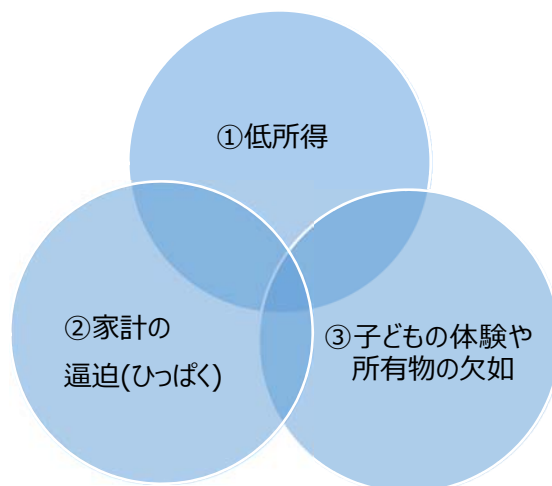 ①低所得
②家計の
逼迫(ひっぱく)
③子どもの体験や
所有物の欠如